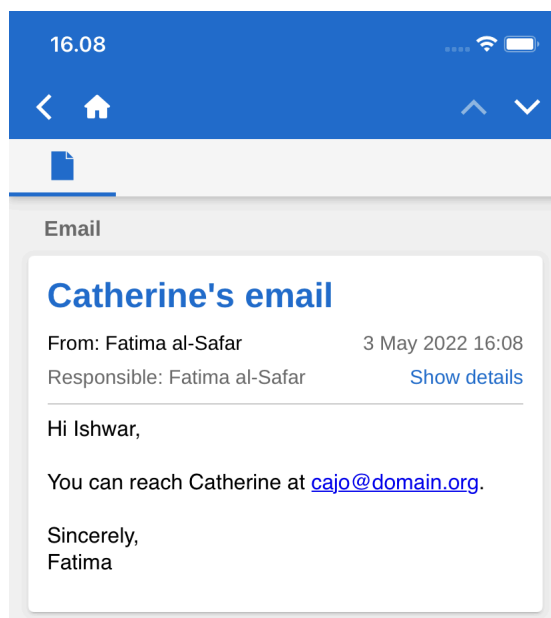 16.08
Email
Catherine's email
From: Fatima al-Safar 3 May 2022 16:08
Responsible: Fatima al-Safar Show details
Hi Ishwar,
You can reach Catherine at cajo@domain.org.
Sincerely,
Fatima